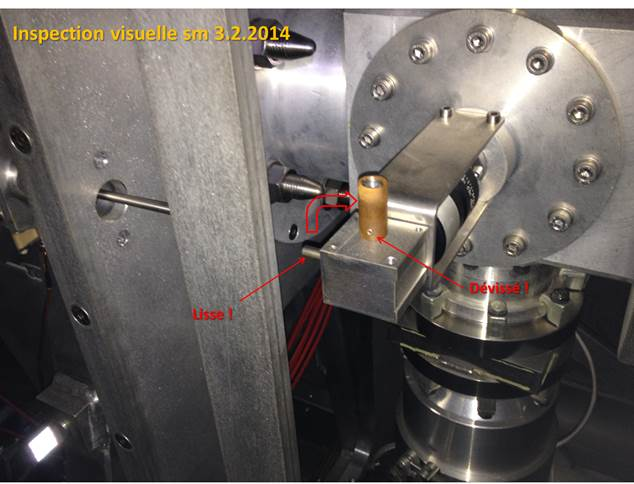 Inspection visuelle sm 3.2.2014
Lisse !
Dévissé !